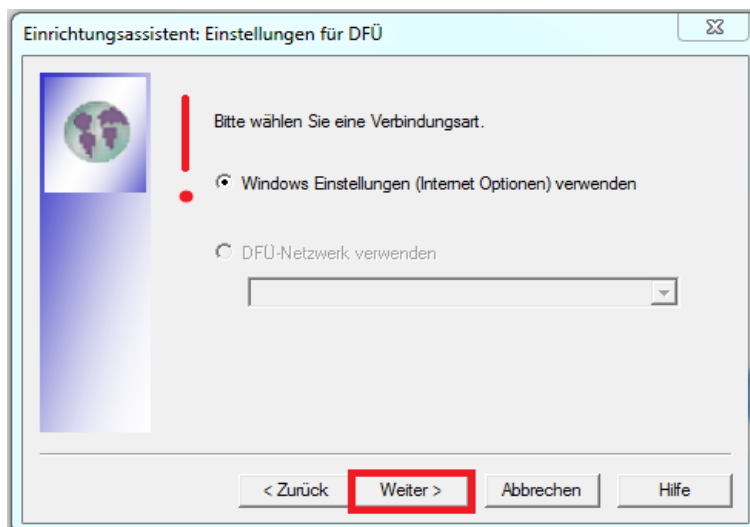 Einrichtungsassistent: Einstellungen für DFÜ
Bitte wählen Sie eine Verbindungsart.
Windows Einstellungen (Internet Optionen) verwenden
DFÜ-Netzwerk verwenden
< Zurück Weiter > Abbrechen Hilfe